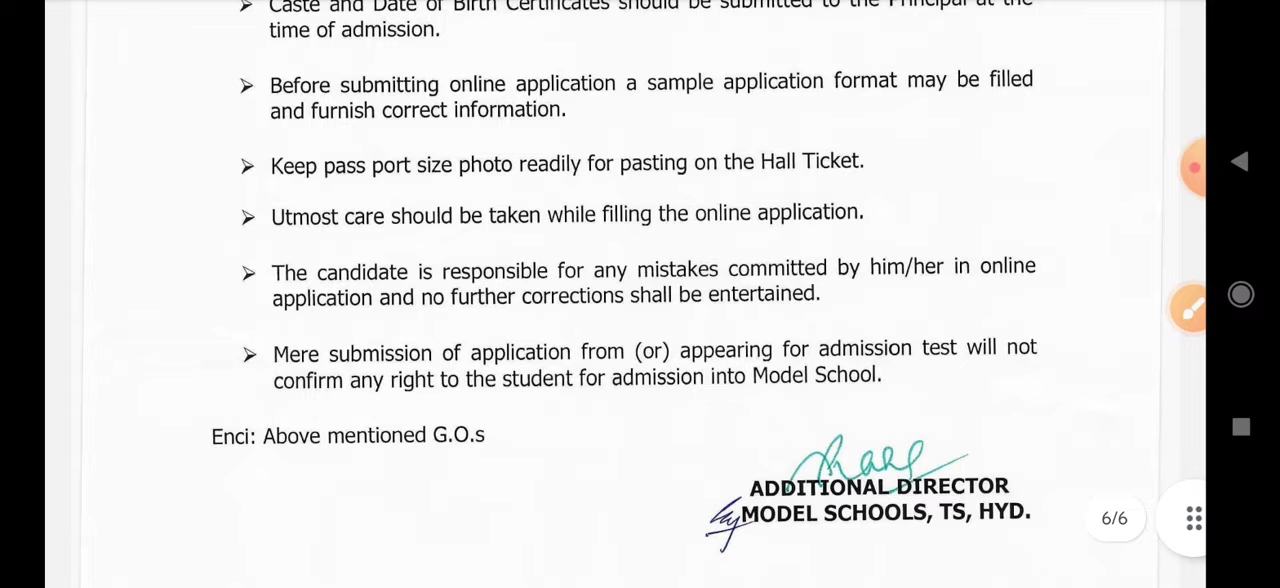 ➢ Caste and Date of Birth Certificates should be submitted to the Principal at the
time of admission.
➢ Before submitting online application a sample application format may be filled
and furnish correct information.
➢ Keep pass port size photo readily for pasting on the Hall Ticket.
➢ Utmost care should be taken while filling the online application.
➢ The candidate is responsible for any mistakes committed by him/her in online
application and no further corrections shall be entertained.
➢ Mere submission of application from (or) appearing for admission test will not
confirm any right to the student for admission into Model School.
Enci: Above mentioned G.O.s
ADDITIONAL DIRECTOR
MODEL SCHOOLS, TS, HYD.
6/6